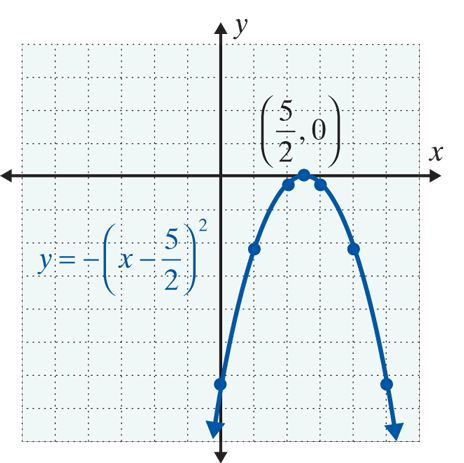 y
(5/2, 0)
x
y = −(x − 5/2)²